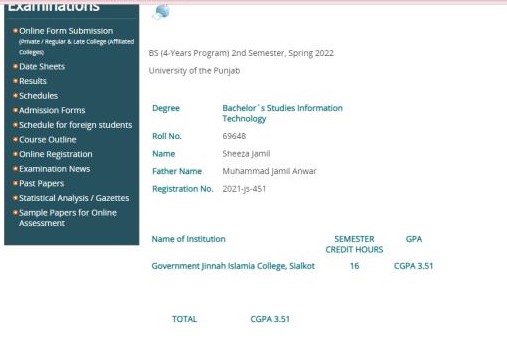 Examinations
Online Form Submission
(Private / Regular & Late College (Affiliated
Colleges)
Date Sheets
Results
Schedules
Admission Forms
Schedule for foreign students
Course Outline
Online Registration
Examination News
Past Papers
Statistical Analysis / Gazettes
Sample Papers for Online
Assessment
BS (4-Years Program) 2nd Semester, Spring 2022
University of the Punjab
Degree Bachelor`s Studies Information
Technology
Roll No. 69648
Name Sheeza Jamil
Father Name Muhammad Jamil Anwar
Registration No. 2021-js-451
Name of Institution SEMESTER GPA
CREDIT HOURS
Government Jinnah Islamia College, Sialkot 16 CGPA 3.51
TOTAL CGPA 3.51